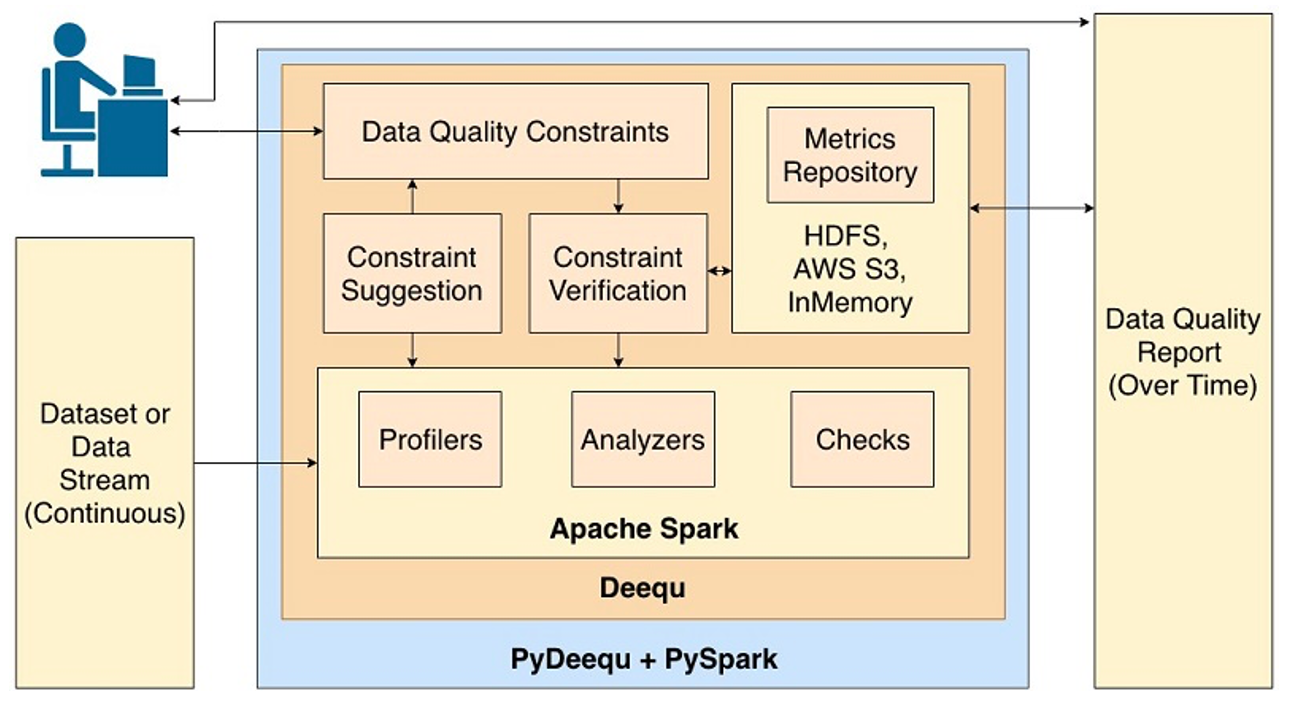 Data Quality Constraints
Metrics
Repository
Constraint
Suggestion
Constraint
Verification
HDFS,
AWS S3,
InMemory
Data Quality
Report
(Over Time)
Dataset or
Data
Stream
(Continuous)
Profilers
Analyzers
Checks
Apache Spark
Deequ
PyDeequ + PySpark